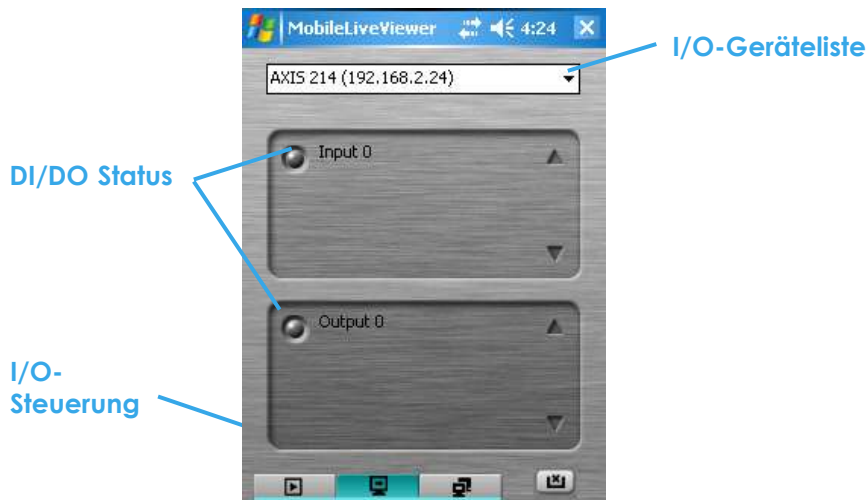 MobileLiveViewer 4:24
I/O-Geräteliste
AXIS 214 (192.168.2.24)
Input 0
DI/DO Status
Output 0
I/O-
Steuerung